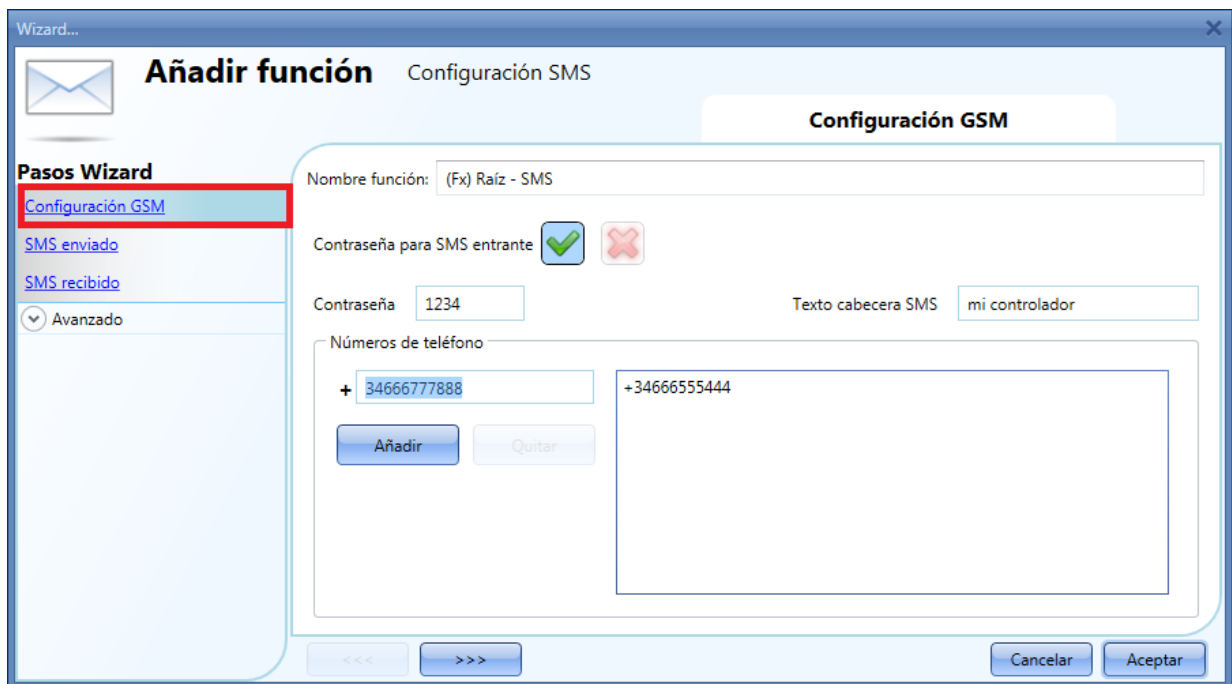 Wizard...
Añadir función
Configuración SMS
Configuración GSM
Pasos Wizard
Configuración GSM
SMS enviado
SMS recibido
Avanzado
Nombre función: (Fx) Raíz - SMS
Contraseña para SMS entrante
Contraseña 1234 Texto cabecera SMS mi controlador
Números de teléfono
+ 34666777888
+34666555444
Añadir Quitar
<<< >>> Cancelar Aceptar